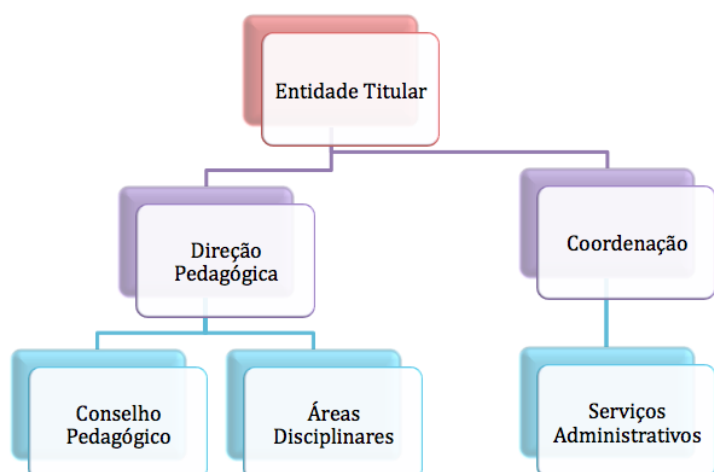 Entidade Titular
Direção
Pedagógica
Coordenação
Conselho
Pedagógico
Áreas
Disciplinares
Serviços
Administrativos